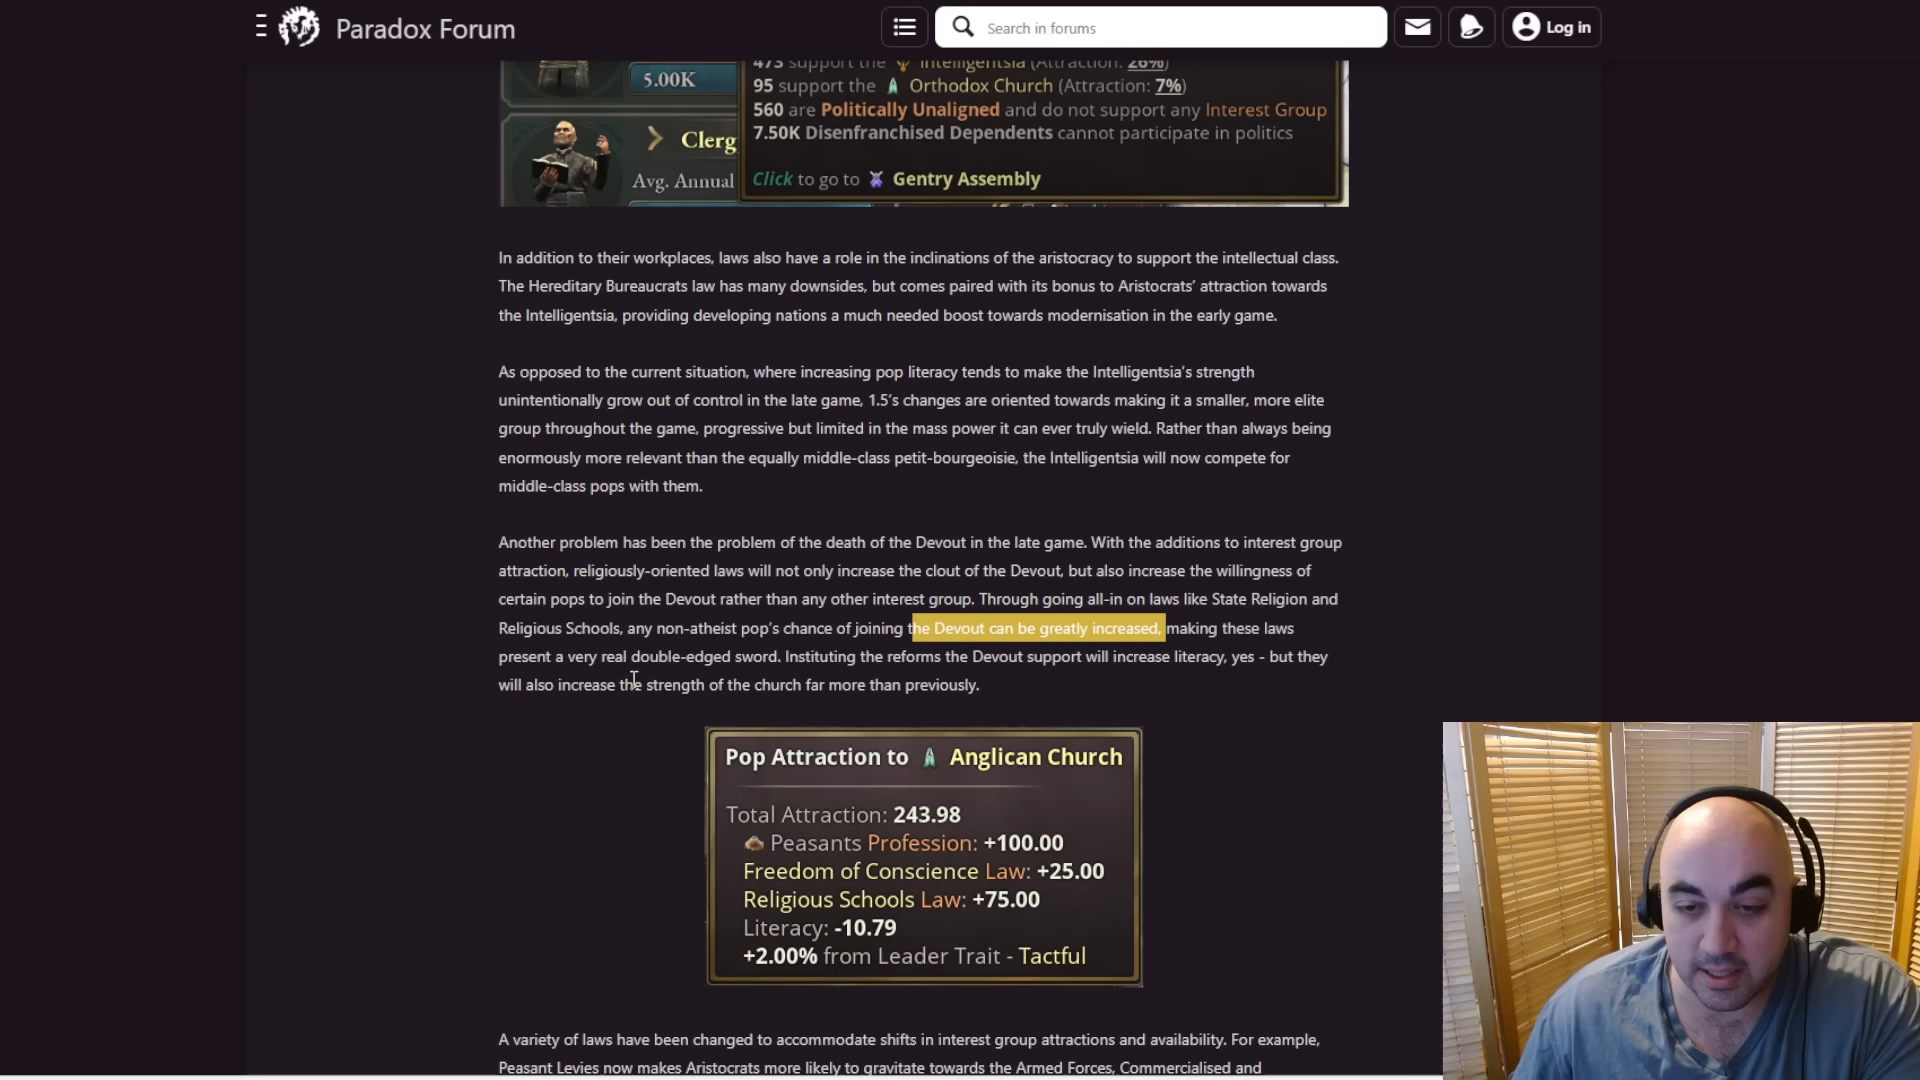 Paradox Forum
Search in forums
Log in
473 support the Intelligentsia (Attraction: 26%)
5.00K
95 support the Orthodox Church (Attraction: 7%)
560 are Politically Unaligned and do not support any Interest Group
7.50K Disenfranchised Dependents cannot participate in politics
Clerg
Avg. Annual
Click to go to Gentry Assembly
In addition to their workplaces, laws also have a role in the inclinations of the aristocracy to support the intellectual class.
The Hereditary Bureaucrats law has many downsides, but comes paired with its bonus to Aristocrats' attraction towards
the Intelligentsia, providing developing nations a much needed boost towards modernisation in the early game.
As opposed to the current situation, where increasing pop literacy tends to make the Intelligentsia's strength
unintentionally grow out of control in the late game, 1.5's changes are oriented towards making it a smaller, more elite
group throughout the game, progressive but limited in the mass power it can ever truly wield. Rather than always being
enormously more relevant than the equally middle-class petit-bourgeoisie, the Intelligentsia will now compete for
middle-class pops with them.
Another problem has been the problem of the death of the Devout in the late game. With the additions to interest group
attraction, religiously-oriented laws will not only increase the clout of the Devout, but also increase the willingness of
certain pops to join the Devout rather than any other interest group. Through going all-in on laws like State Religion and
Religious Schools, any non-atheist pop's chance of joining the Devout can be greatly increased, making these laws
present a very real double-edged sword. Instituting the reforms the Devout support will increase literacy, yes - but they
will also increase the strength of the church far more than previously.
Pop Attraction to Anglican Church
Total Attraction: 243.98
Peasants Profession: +100.00
Freedom of Conscience Law: +25.00
Religious Schools Law: +75.00
Literacy: -10.79
+2.00% from Leader Trait - Tactful
A variety of laws have been changed to accommodate shifts in interest group attractions and availability. For example,
Peasant Levies now makes Aristocrats more likely to gravitate towards the Armed Forces, Commercialised and